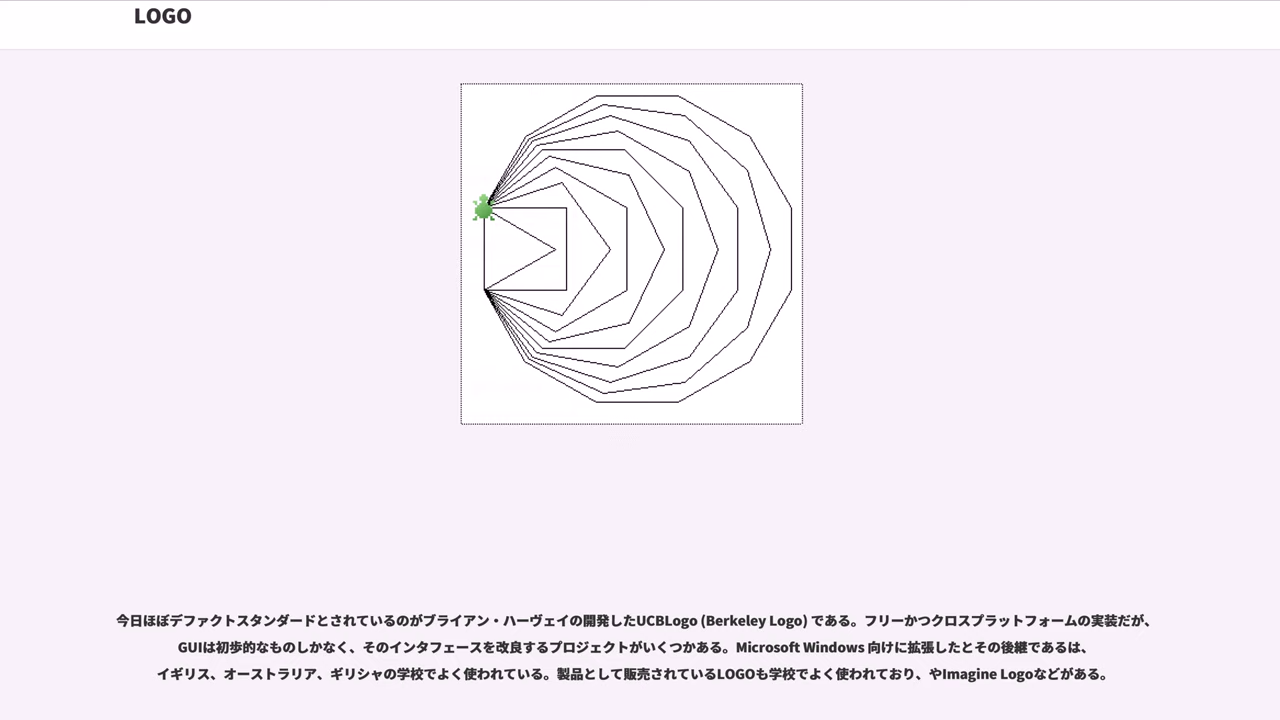 LOGO
今日ほぼデファクトスタンダードとされているのがブライアン・ハーヴェイの開発したUCBLogo (Berkeley Logo) である。フリーかつクロスプラットフォームの実装だが、
GUIは初歩的なものしかなく、そのインタフェースを改良するプロジェクトがいくつかある。Microsoft Windows 向けに拡張したとその後継であるは、
イギリス、オーストラリア、ギリシャの学校でよく使われている。製品として販売されているLOGOも学校でよく使われており、やImagine Logoなどがある。